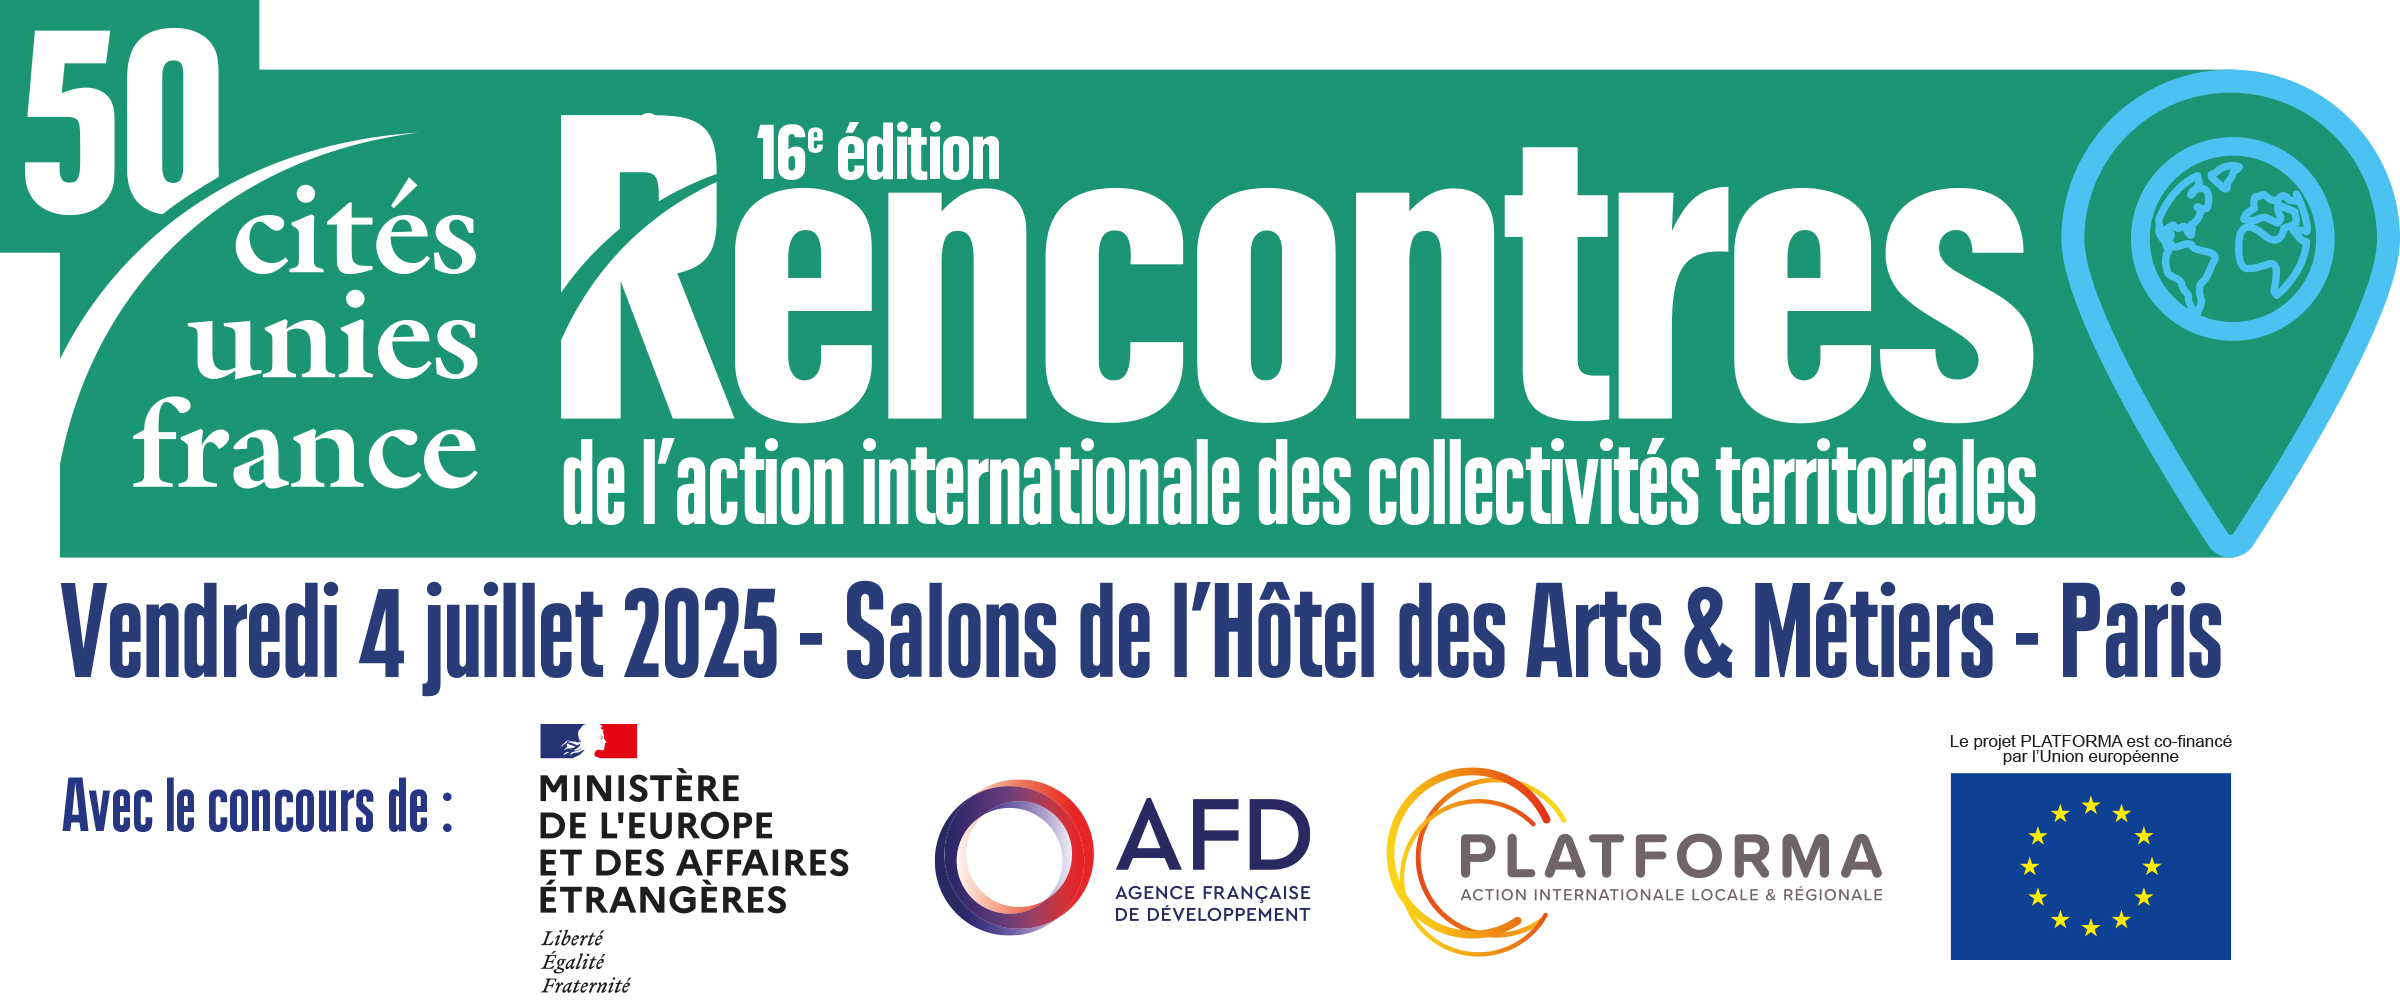 50
cités
unies
france
16e édition
Rencontres
de l'action internationale des collectivités territoriales
Vendredi 4 juillet 2025 - Salons de l'Hôtel des Arts & Métiers - Paris
Avec le concours de :
MINISTÈRE
DE L'EUROPE
ET DES AFFAIRES
ÉTRANGÈRES
Liberté
Égalité
Fraternité
AFD
AGENCE FRANÇAISE
DE DÉVELOPPEMENT
PLATFORMA
ACTION INTERNATIONALE LOCALE & RÉGIONALE
Le projet PLATFORMA est co-financé
par l'Union européenne